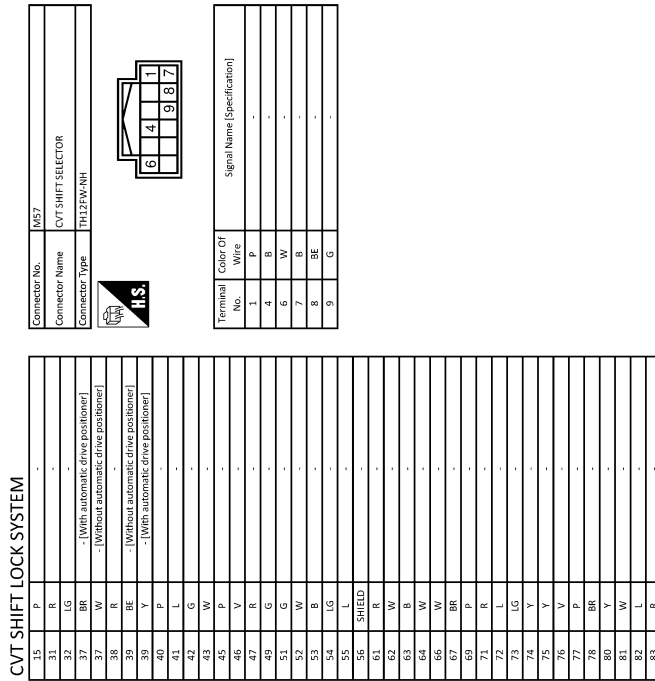 CVT SHIFT LOCK SYSTEM
15 P -
31 R -
32 LG -
37 BR - [With automatic drive positioner]
37 W - [Without automatic drive positioner]
38 R -
39 BE - [Without automatic drive positioner]
39 Y - [With automatic drive positioner]
40 P -
41 L -
42 G -
43 W -
45 P -
46 V -
47 R -
49 G -
51 G -
52 W -
53 B -
54 LG -
55 L -
56 SHIELD -
61 R -
62 W -
63 B -
64 W -
66 W -
67 BR -
69 P -
71 R -
72 L -
73 LG -
74 Y -
75 Y -
76 V -
77 P -
78 BR -
80 Y -
81 W -
82 L -
83 R -
Connector No. M57
Connector Name CVT SHIFT SELECTOR
Connector Type TH12FW-NH
H.S.
6 4 1
9 8 7
Terminal No. Color Of Wire Signal Name [Specification]
1 P -
4 B -
6 W -
7 B -
8 BE -
9 G -